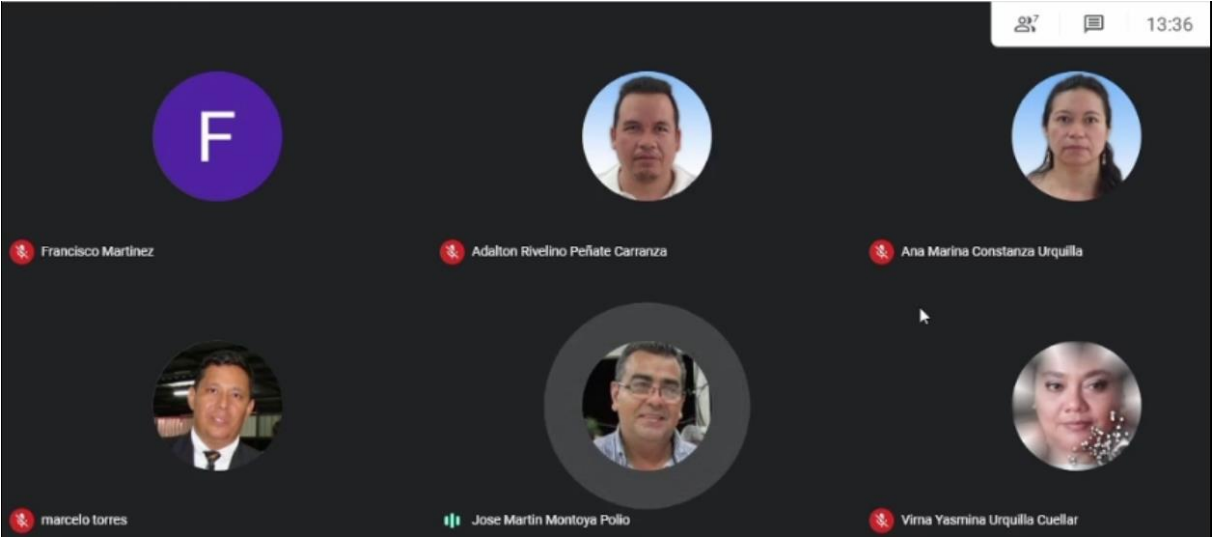 7
13:36
F
Francisco Martinez
Adalton Rivelino Peñate Carranza
Ana Marina Constanza Urquilla
marcelo torres
Jose Martin Montoya Polio
Virna Yasmina Urquilla Cuellar